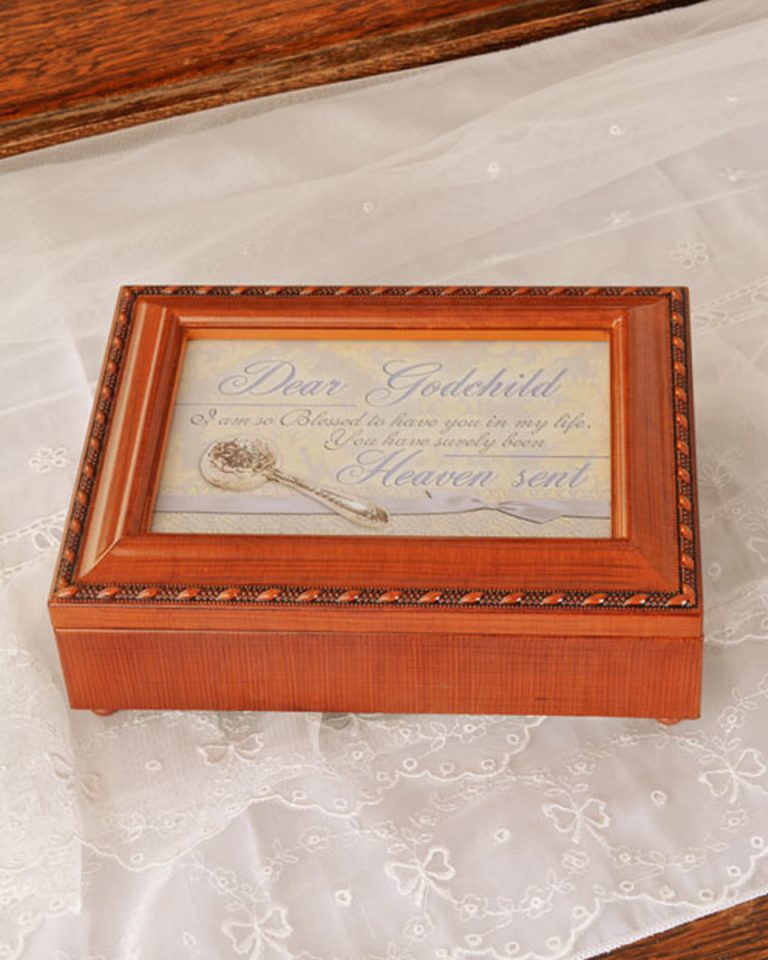 Dear Godchild
I am so Blessed to have you in my life.
You have surely been
Heaven sent